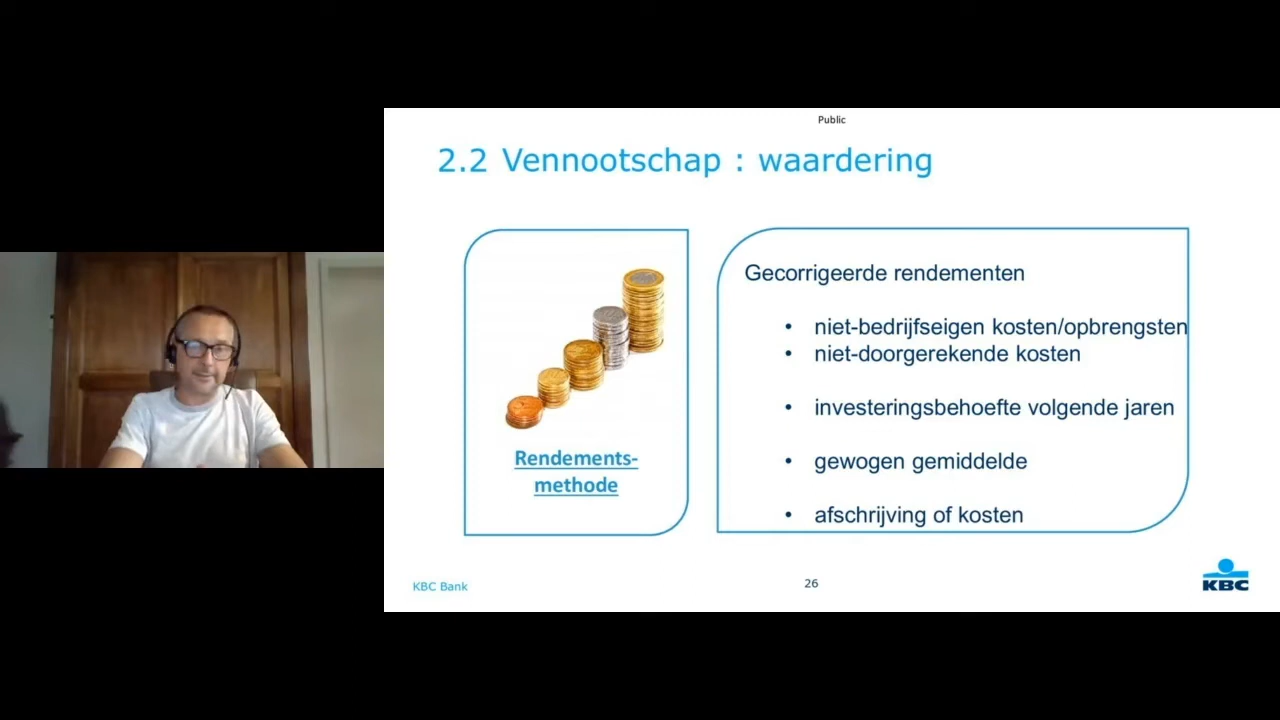 Public
2.2 Vennootschap : waardering
Rendements-
methode
Gecorrigeerde rendementen
• niet-bedrijfseigen kosten/opbrengsten
• niet-doorgerekende kosten
• investeringsbehoefte volgende jaren
• gewogen gemiddelde
• afschrijving of kosten
KBC Bank
26
KBC